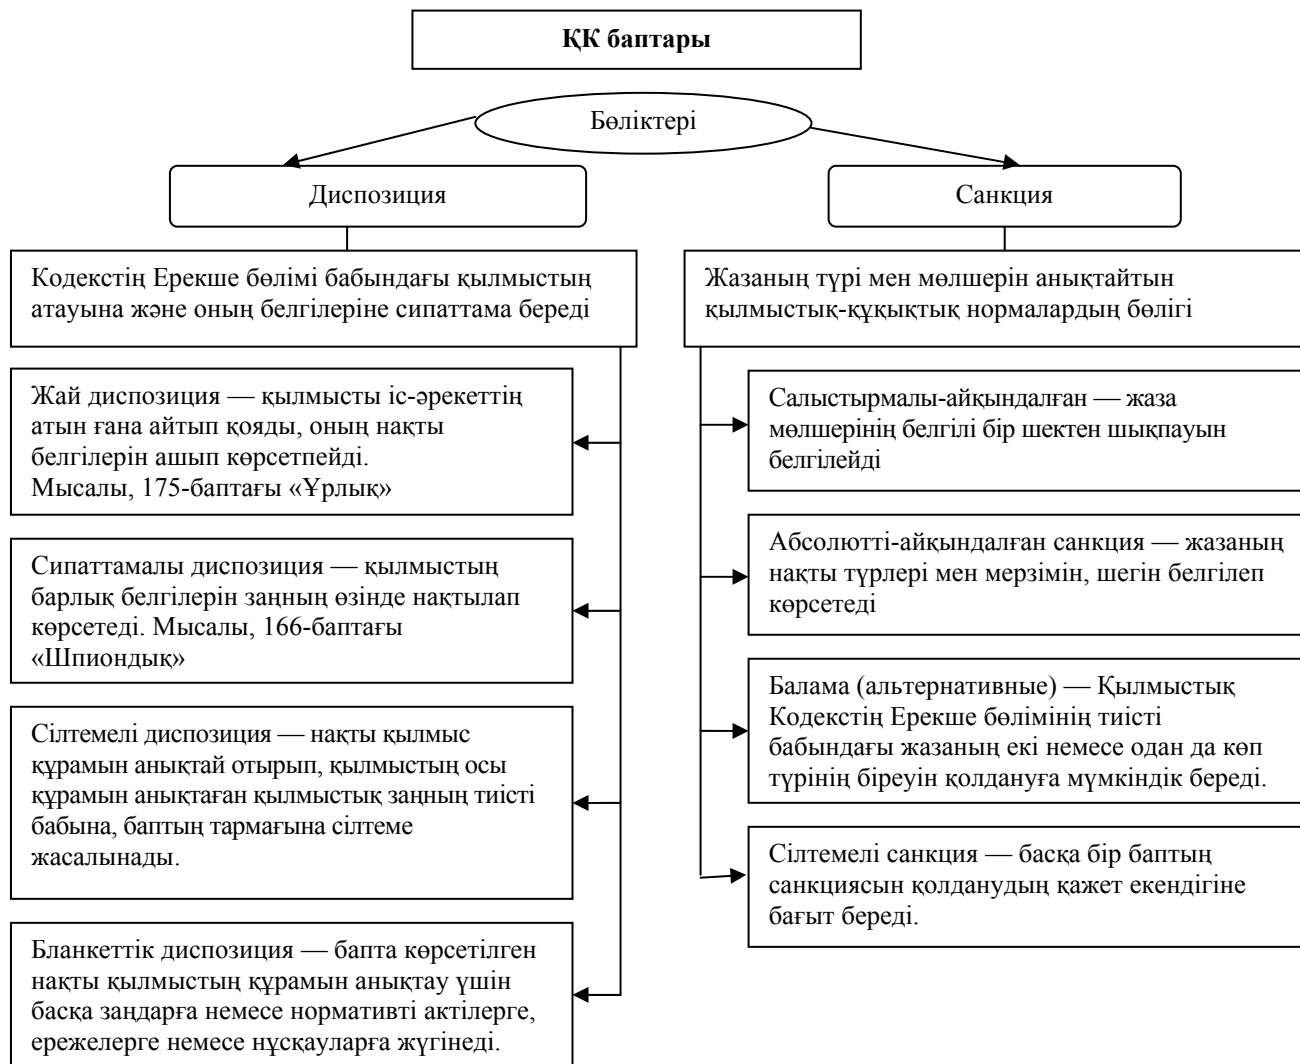 ҚК баптары
Бөліктері
Диспозиция
Кодекстің Ерекше бөлімі бабындағы қылмыстың
атауына және оның белгілеріне сипаттама береді
Жай диспозиция — қылмысты іс-әрекеттің
атын ғана айтып қояды, оның нақты
белгілерін ашып көрсетпейді.
Мысалы, 175-баптағы «Ұрлық»
Сипаттамалы диспозиция — қылмыстың
барлық белгілерін заңның өзінде нақтылап
көрсетеді. Мысалы, 166-баптағы
«Шпиондық»
Сілтемелі диспозиция — нақты қылмыс
құрамын анықтай отырып, қылмыстың осы
құрамын анықтаған қылмыстық заңның тиісті
бабына, баптың тармағына сілтеме
жасалынады.
Бланкеттік диспозиция — бапта көрсетілген
нақты қылмыстың құрамын анықтау үшін
басқа заңдарға немесе нормативті актілерге,
ережелерге немесе нұсқауларға жүгінеді.
Санкция
Жазаның түрі мен мөлшерін анықтайтын
қылмыстық-құқықтық нормалардың бөлігі
Салыстырмалы-айқындалған — жаза
мөлшерінің белгілі бір шектен шықпауын
белгілейді
Абсолютті-айқындалған санкция — жазаның
нақты түрлері мен мерзімін, шегін белгілеп
көрсетеді
Балама (альтернативные) — Қылмыстық
Кодекстің Ерекше бөлімінің тиісті
бабындағы жазаның екі немесе одан да көп
түрінің біреуін қолдануға мүмкіндік береді.
Сілтемелі санкция — басқа бір баптың
санкциясын қолданудың қажет екендігіне
бағыт береді.